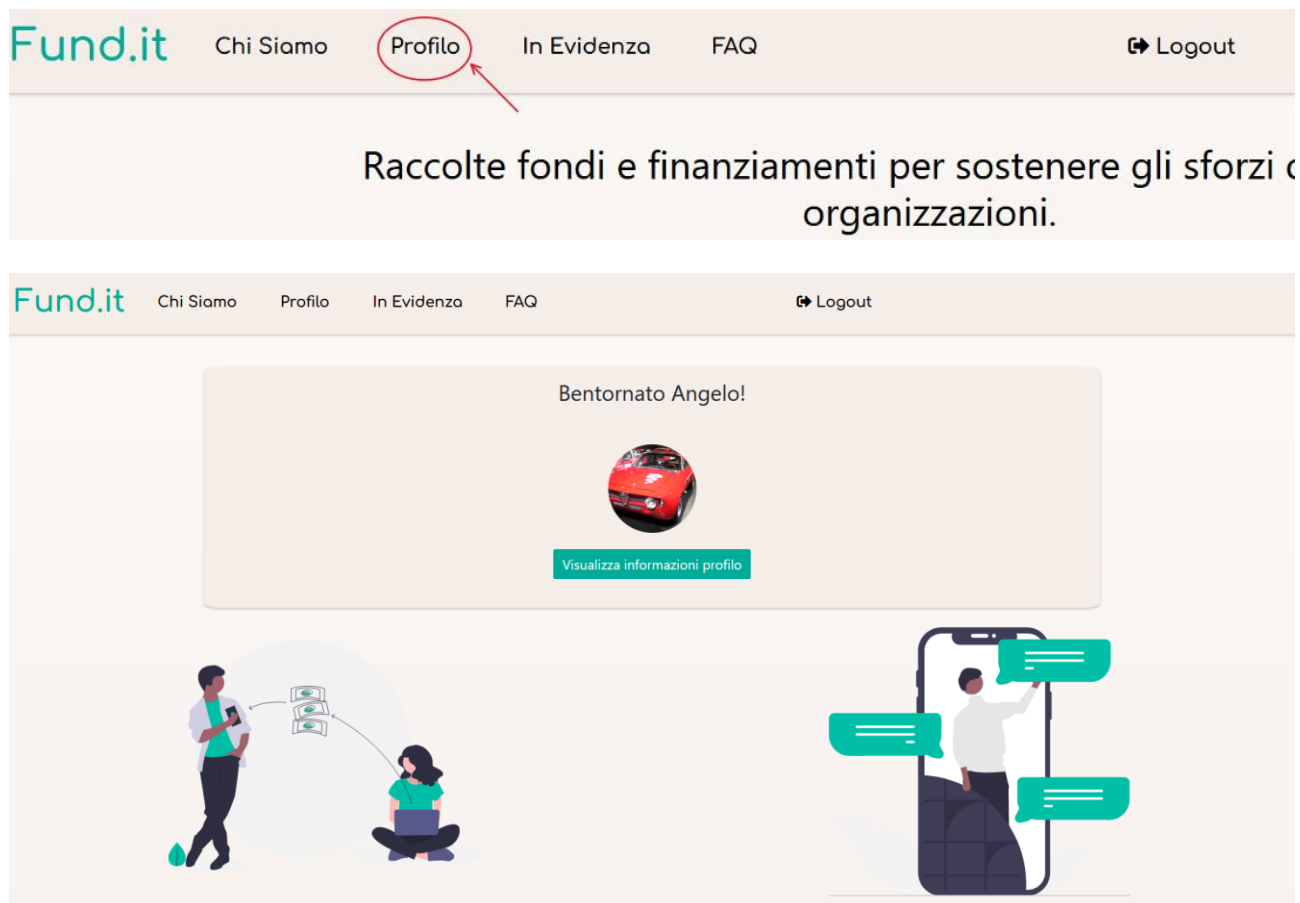 Fund.it Chi Siamo Profilo In Evidenza FAQ Logout
Raccolte fondi e finanziamenti per sostenere gli sforzi
organizzazioni.
Fund.it Chi Siamo Profilo In Evidenza FAQ Logout
Bentornato Angelo!
Visualizza informazioni profilo